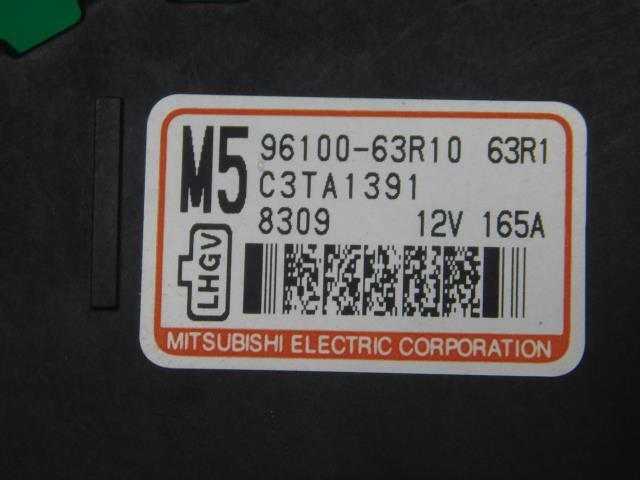 M5 96100-63R10 63R1
C3TA1391
8309 12V 165A
LHGV
MITSUBISHI ELECTRIC CORPORATION